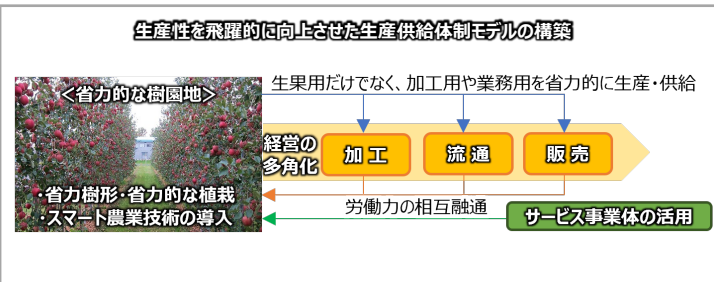 生産性を飛躍的に向上させた生産供給体制モデルの構築
＜省力的な樹園地＞
生果用だけでなく、加工用や業務用を省力的に生産・供給
経営の
多角化
加 工
流 通
販 売
・省力樹形・省力的な植栽
・スマート農業技術の導入
労働力の相互融通
サービス事業体の活用